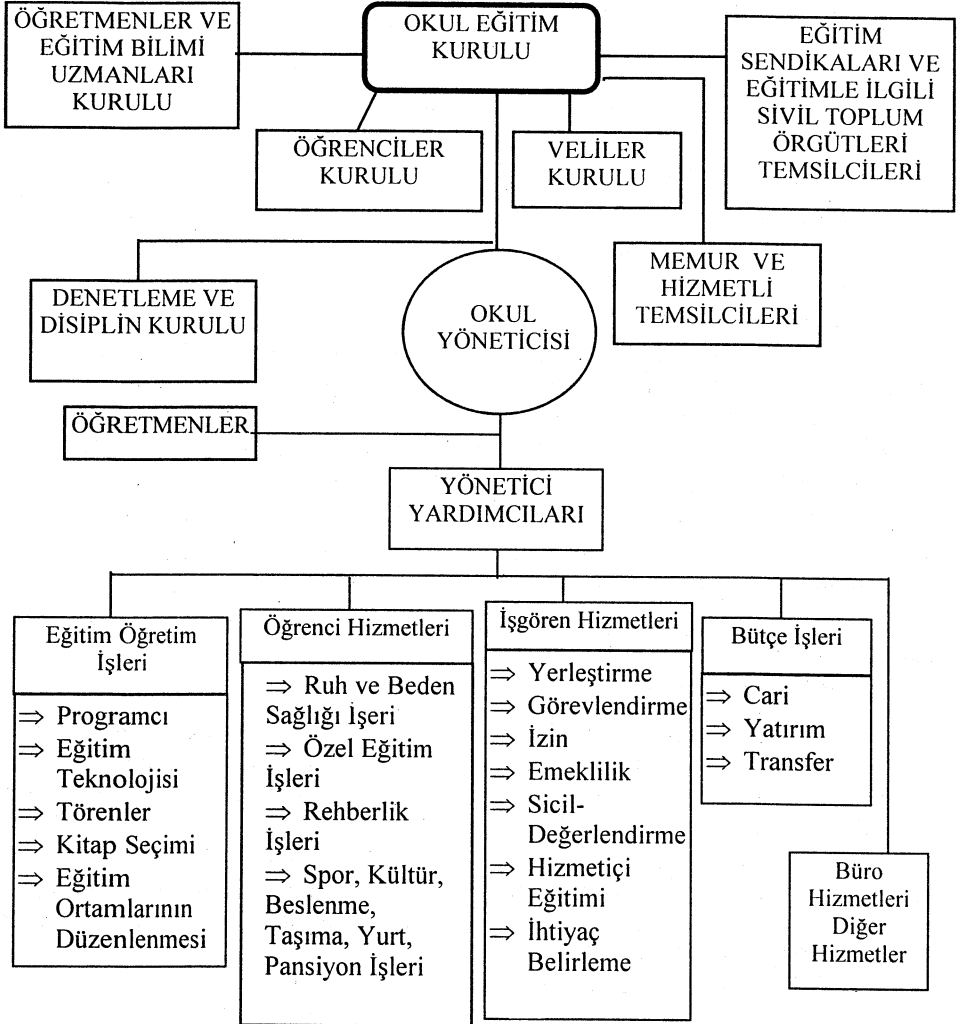 ÖĞRETMENLER VE
EĞİTİM BİLİMİ
UZMANLARI
KURULU
OKUL EĞİTİM
KURULU
EĞİTİM
SENDİKALARI VE
EĞİTİMLE İLGİLİ
SİVİL TOPLUM
ÖRGÜTLERİ
TEMSİLCİLERİ
ÖĞRENCİLER
KURULU
VELİLER
KURULU
DENETLEME VE
DİSİPLİN KURULU
OKUL
YÖNETİCİSİ
MEMUR VE
HİZMETLİ
TEMSİLCİLERİ
ÖĞRETMENLER
YÖNETİCİ
YARDIMCILARI
Eğitim Öğretim
İşleri
⇒ Programcı
⇒ Eğitim
Teknolojisi
⇒ Törenler
⇒ Kitap Seçimi
⇒ Eğitim
Ortamlarının
Düzenlenmesi
Öğrenci Hizmetleri
⇒ Ruh ve Beden
Sağlığı İşeri
⇒ Özel Eğitim
İşleri
⇒ Rehberlik
İşleri
⇒ Spor, Kültür,
Beslenme,
Taşıma, Yurt,
Pansiyon İşleri
İşgören Hizmetleri
⇒ Yerleştirme
⇒ Görevlendirme
⇒ İzin
⇒ Emeklilik
⇒ Sicil-
Değerlendirme
⇒ Hizmetiçi
Eğitimi
⇒ İhtiyaç
Belirleme
Bütçe İşleri
⇒ Cari
⇒ Yatırım
⇒ Transfer
Büro
Hizmetleri
Diğer
Hizmetler